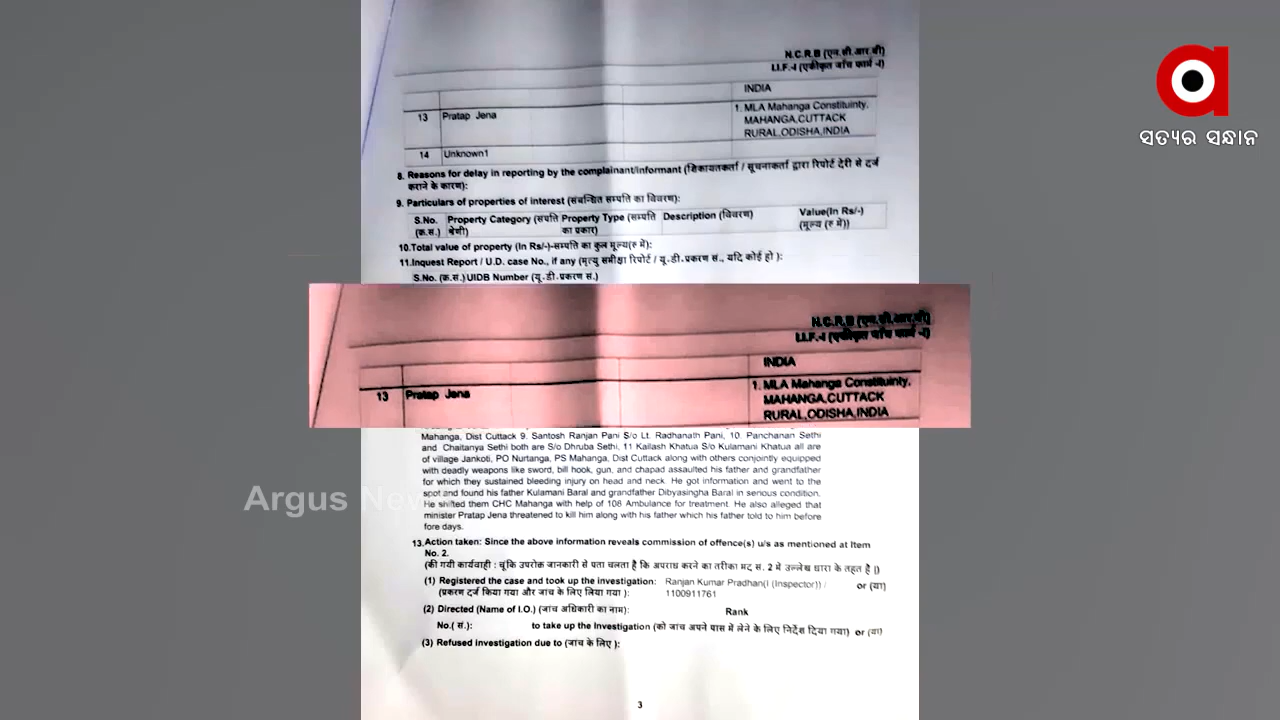 N.C.R.B (एन.सी.आर.बी)
I.I.F.-I (एकीकृत जाँच फार्म -I)
INDIA
13 Pratap Jena 1. MLA Mahanga Constituinty,
MAHANGA,CUTTACK
RURAL,ODISHA,INDIA
14 Unknown1
8. Reasons for delay in reporting by the complainant/informant (शिकायतकर्ता / सूचनाकर्ता द्वारा रिपोर्ट देरी से दर्ज
कराने के कारण):
9. Particulars of properties of interest (संबन्धित सम्पति का विवरण):
S.No. Property Category (संपति Property Type (सम्पति Description (विवरण) Value(In Rs/-)
(क्र.सं.) श्रेणी) का प्रकार) (मूल्य (रु में))
10.Total value of property (In Rs/-)-सम्पति का कुल मूल्य(रु में):
11.Inquest Report / U.D. case No., if any (मृत्यु समीक्षा रिपोर्ट / यू.डी.प्रकरण सं., यदि कोई हो ):
S.No. (क्र.सं.) UIDB Number (यू.डी.प्रकरण सं.)
N.C.R.B (एन.सी.आर.बी)
I.I.F.-I (एकीकृत जाँच फार्म -I)
INDIA
13 Pratap Jena 1. MLA Mahanga Constituinty,
MAHANGA,CUTTACK
RURAL,ODISHA,INDIA
Mahanga, Dist Cuttack 9. Santosh Ranjan Pani S/o Lt. Radhanath Pani, 10. Panchanan Sethi
and Chaitanya Sethi both are S/o Dhruba Sethi, 11 Kailash Khatua S/o Kulamani Khatua all are
of village Jankoti, PO Nurtanga, PS Mahanga, Dist Cuttack along with others conjointly equipped
with deadly weapons like sword, bill hook, gun, and chapad assaulted his father and grandfather
for which they sustained bleeding injury on head and neck. He got information and went to the
spot and found his father Kulamani Baral and grandfather Dibyasingha Baral in serious condition.
He shifted them CHC Mahanga with help of 108 Ambulance for treatment. He also alleged that
minister Pratap Jena threatened to kill him along with his father which his father told to him before
fore days.
13.Action taken: Since the above information reveals commission of offence(s) u/s as mentioned at Item
No. 2.
(की गयी कार्यवाही : चूंकि उपरोक्त जानकारी से पता चलता है कि अपराध करने का तरीका मद सं. 2 में उल्लेख धारा के तहत है |)
(1) Registered the case and took up the investigation: Ranjan Kumar Pradhan(I (Inspector)) / or (या)
(प्रकरण दर्ज किया गया और जांच के लिए लिया गया ): 1100911761
(2) Directed (Name of I.O.) (जांच अधिकारी का नाम): Rank
No.( सं.): to take up the Investigation (को जांच अपने पास में लेने के लिए निर्देश दिया गया) or (या)
(3) Refused investigation due to (जांच के लिए ):
3
ସତ୍ୟର ସନ୍ଧାନ
Argus News